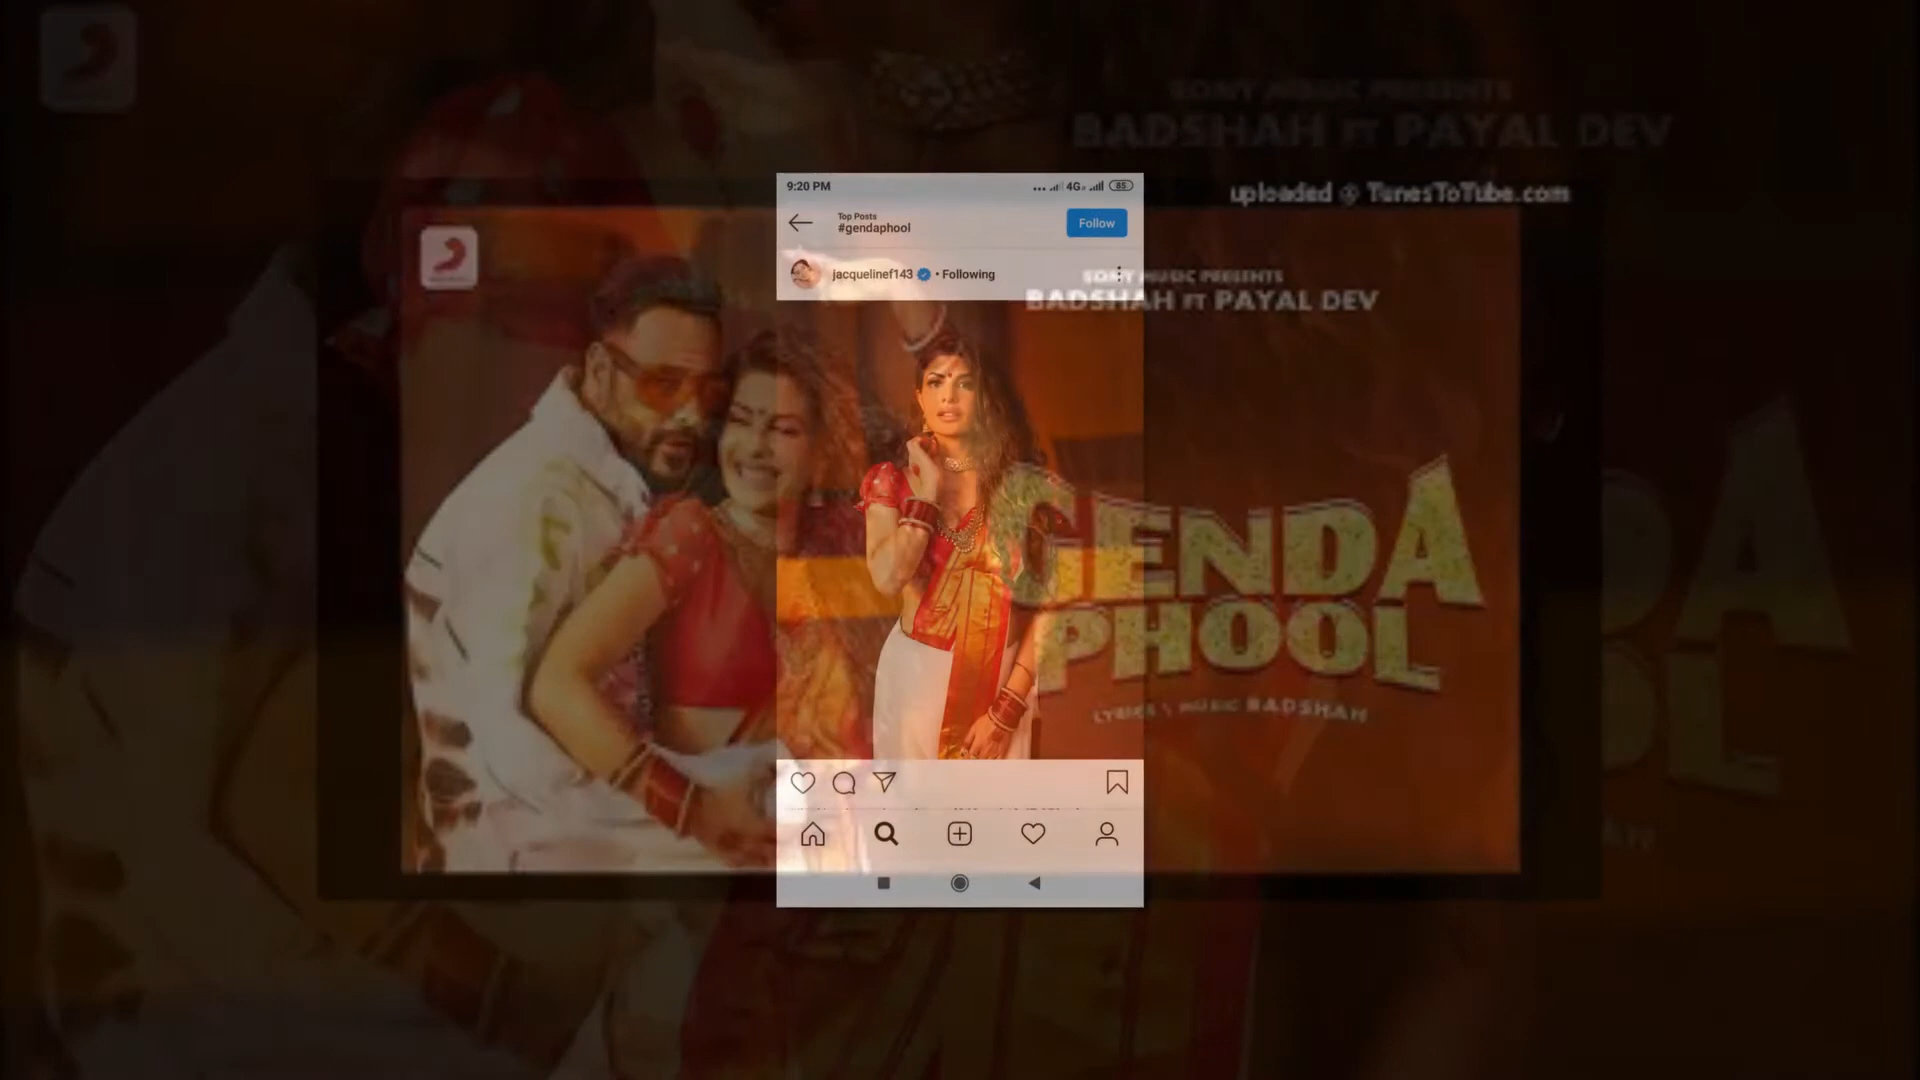 SONY MUSIC PRESENTS
BADSHAH FT PAYAL DEV
uploaded @ TunesToTube.com
9:20 PM
4G
85
Top Posts
#gendaphool
Follow
jacquelinef143 • Following
SONY MUSIC PRESENTS
BADSHAH FT PAYAL DEV
GENDA
PHOOL
LYRICS \ MUSIC BADSHAH